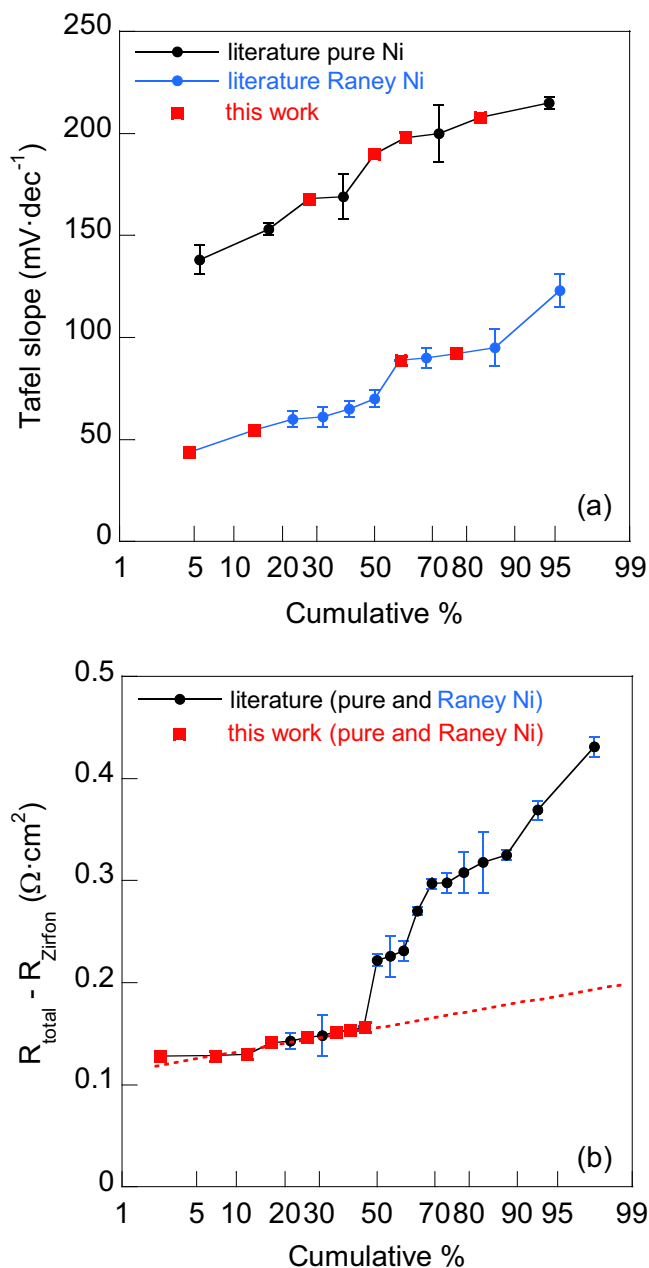 250
200
150
100
50
0
Tafel slope (mV·dec⁻¹)
literature pure Ni
literature Raney Ni
this work
(a)
1 5 10 20 30 50 70 80 90 95 99
Cumulative %
0.5
0.4
0.3
0.2
0.1
0
R_total - R_Zirfon (Ω·cm²)
literature (pure and Raney Ni)
this work (pure and Raney Ni)
(b)
1 5 10 20 30 50 70 80 90 95 99
Cumulative %